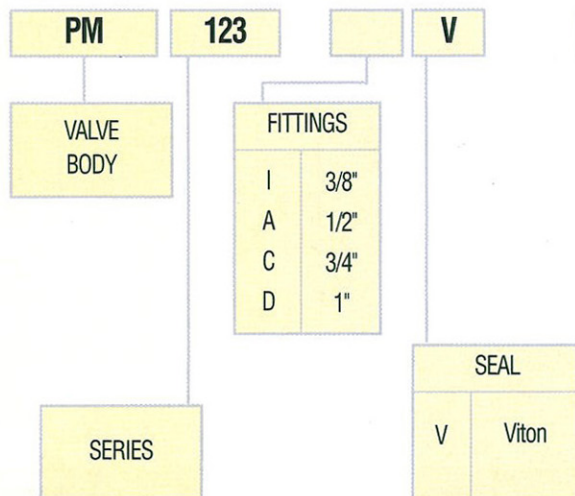 PM 123 V
VALVE
BODY
FITTINGS
I 3/8"
A 1/2"
C 3/4"
D 1"
SEAL
V Viton
SERIES